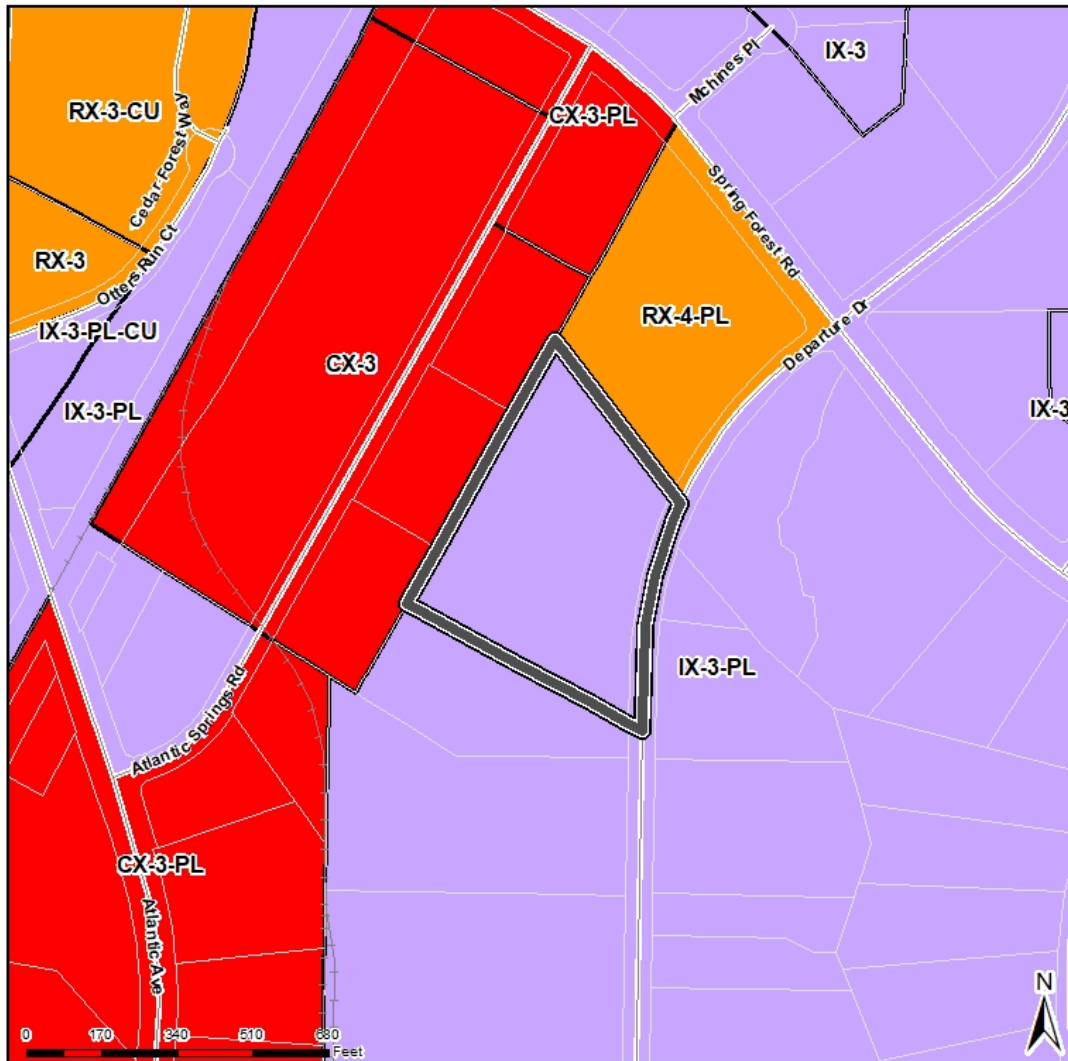 IX-3
Mchines Pl
RX-3-CU
Cedar Forest Way
CX-3-PL
Spring Forest Rd
RX-3
Otters Run Ct
IX-3-PL-CU
RX-4-PL
Departure Dr
CX-3
IX-3-PL
IX-3
IX-3-PL
Atlantic Springs Rd
CX-3-PL
Atlantic Ave
N
0 170 340 510 680
Feet